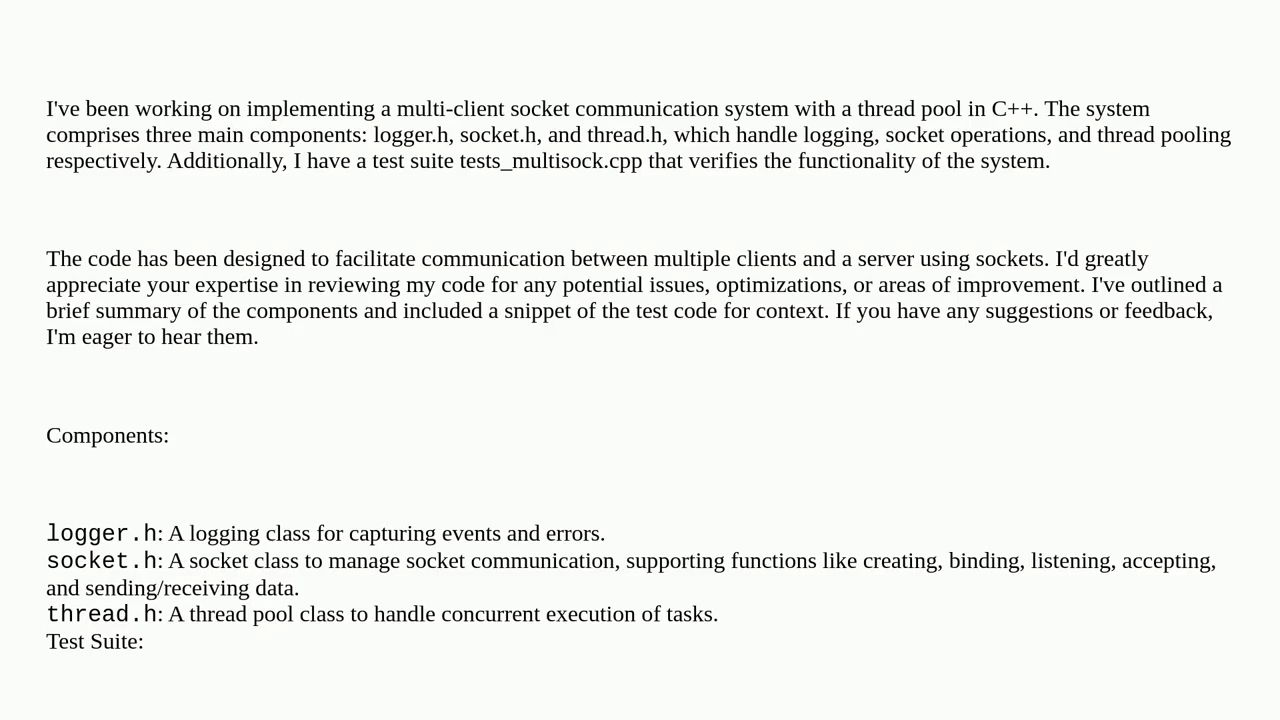 I've been working on implementing a multi-client socket communication system with a thread pool in C++. The system
comprises three main components: logger.h, socket.h, and thread.h, which handle logging, socket operations, and thread pooling
respectively. Additionally, I have a test suite tests_multisock.cpp that verifies the functionality of the system.
The code has been designed to facilitate communication between multiple clients and a server using sockets. I'd greatly
appreciate your expertise in reviewing my code for any potential issues, optimizations, or areas of improvement. I've outlined a
brief summary of the components and included a snippet of the test code for context. If you have any suggestions or feedback,
I'm eager to hear them.
Components:
logger.h: A logging class for capturing events and errors.
socket.h: A socket class to manage socket communication, supporting functions like creating, binding, listening, accepting,
and sending/receiving data.
thread.h: A thread pool class to handle concurrent execution of tasks.
Test Suite: